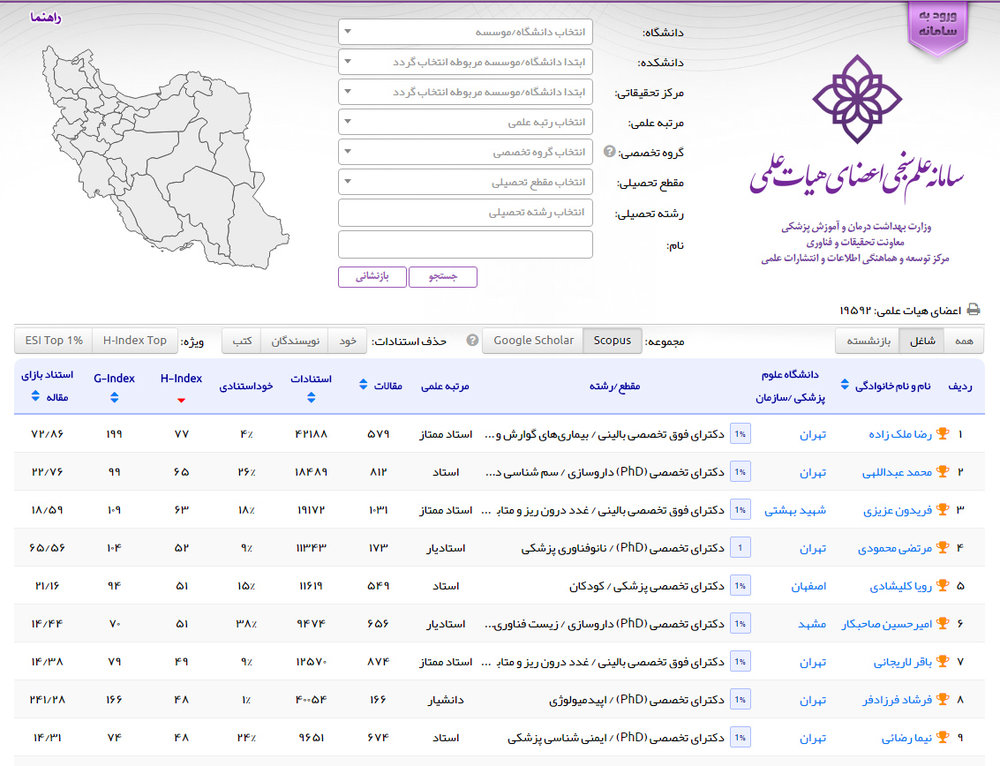 ورود به
سامانه
راهنما
سامانه علم سنجی اعضای هیات علمی
وزارت بهداشت درمان و آموزش پزشکی
معاونت تحقیقات و فناوری
مرکز توسعه و هماهنگی اطلاعات و انتشارات علمی
دانشگاه: انتخاب دانشگاه/موسسه
دانشکده: ابتدا دانشگاه/موسسه مربوطه انتخاب گردد
مرکز تحقیقاتی: ابتدا دانشگاه/موسسه مربوطه انتخاب گردد
مرتبه علمی: انتخاب رتبه علمی
گروه تخصصی: ? انتخاب گروه تخصصی
مقطع تحصیلی: انتخاب مقطع تحصیلی
رشته تحصیلی: انتخاب رشته تحصیلی
نام:
جستجو بازنشانی
اعضای هیات علمی: ۱۹۵۹۲
همه شاغل بازنشسته مجموعه: Scopus Google Scholar ? حذف استنادات: خود نویسندگان کتب ویژه: H-Index Top ESI Top 1%
ردیف نام و نام خانوادگی دانشگاه علوم پزشکی /سازمان مقطع/رشته مرتبه علمی مقالات استنادات خوداستنادی H-Index G-Index استناد بازای مقاله
۱ رضا ملک زاده تهران 1% دکترای فوق تخصصی بالینی / بیماری‌های گوارش و... استاد ممتاز ۵۷۹ ۴۲۱۸۸ ۴٪ ۷۷ ۱۹۹ ۷۲/۸۶
۲ محمد عبداللهی تهران 1% دکترای تخصصی (PhD) داروسازی / سم شناسی د... استاد ۸۱۲ ۱۸۴۸۹ ۲۶٪ ۶۵ ۹۹ ۲۲/۷۶
۳ فریدون عزیزی شهید بهشتی 1% دکترای فوق تخصصی بالینی / غدد درون ریز و متاب... استاد ممتاز ۱۰۳۱ ۱۹۱۷۲ ۱۸٪ ۶۳ ۱۰۹ ۱۸/۵۹
۴ مرتضی محمودی تهران 1 دکترای تخصصی (PhD) / نانوفناوری پزشکی استادیار ۱۷۳ ۱۱۳۴۳ ۹٪ ۵۲ ۱۰۴ ۶۵/۵۶
۵ رویا کلیشادی اصفهان 1% دکترای تخصصی پزشکی / کودکان استاد ۵۴۹ ۱۱۶۱۹ ۱۵٪ ۵۱ ۹۴ ۲۱/۱۶
۶ امیرحسین صاحبکار مشهد 1% دکترای تخصصی (PhD) داروسازی / زیست فناوری... استادیار ۶۵۶ ۹۴۷۴ ۳۸٪ ۵۱ ۷۰ ۱۴/۴۴
۷ باقر لاریجانی تهران 1% دکترای فوق تخصصی بالینی / غدد درون ریز و متاب... استاد ممتاز ۸۷۴ ۱۲۵۷۰ ۹٪ ۴۹ ۷۹ ۱۴/۳۸
۸ فرشاد فرزادفر تهران 1% دکترای تخصصی (PhD) / اپیدمیولوژی دانشیار ۱۶۶ ۴۰۰۵۴ ۱٪ ۴۸ ۱۶۶ ۲۴۱/۲۸
۹ نیما رضائی تهران 1% دکترای تخصصی (PhD) / ایمنی شناسی پزشکی استاد ۶۷۴ ۹۶۵۱ ۲۴٪ ۴۸ ۷۴ ۱۴/۳۱